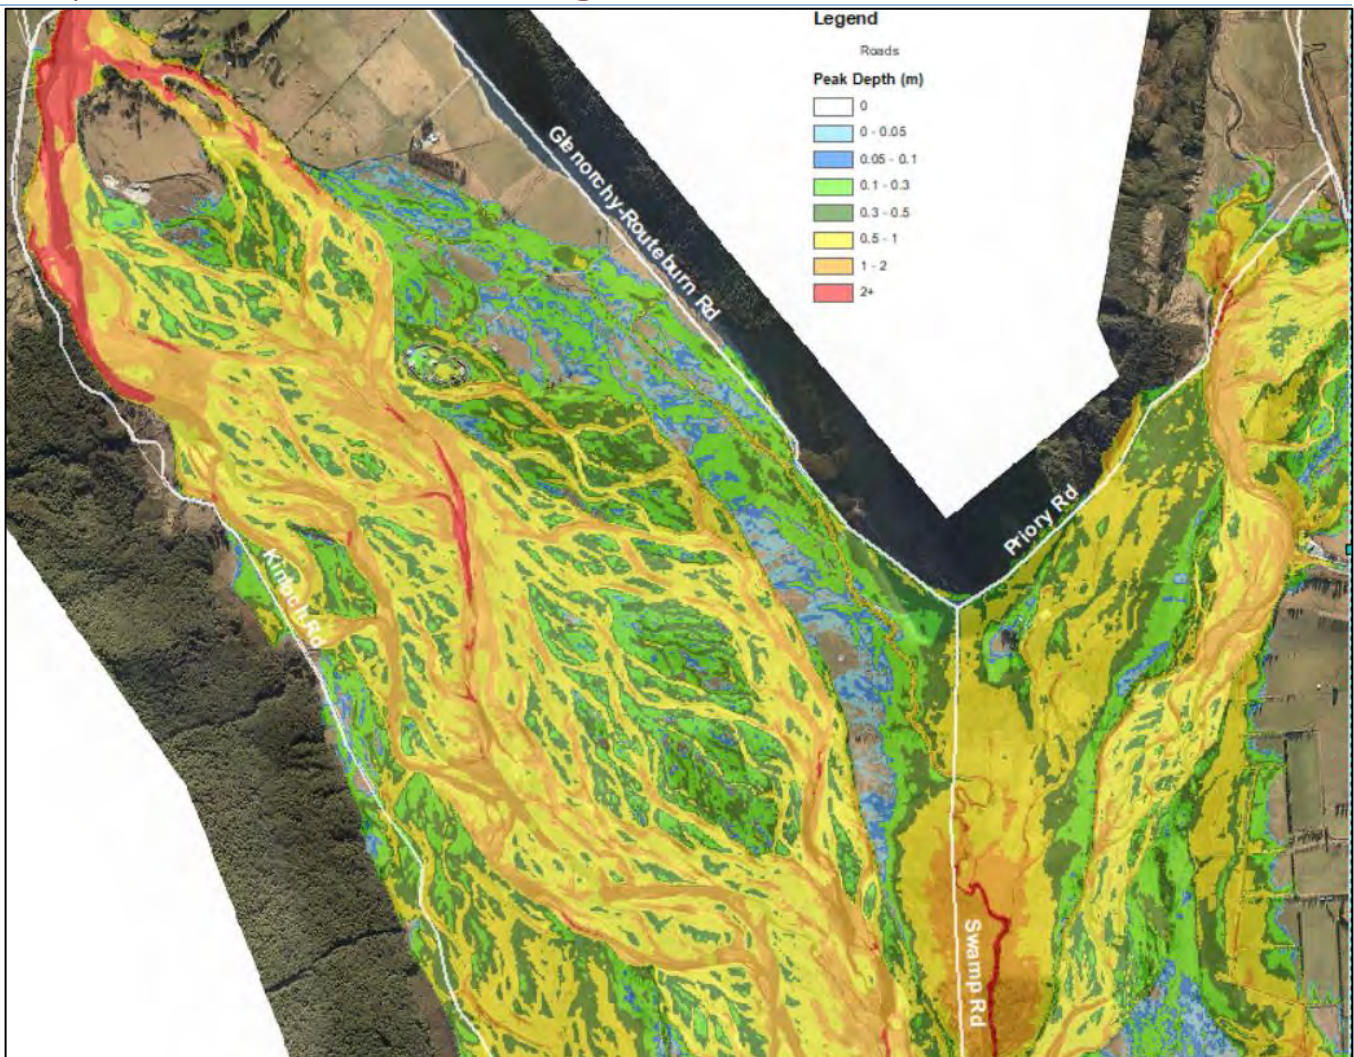 Legend
Roads
Peak Depth (m)
0
0 - 0.05
0.05 - 0.1
0.1 - 0.3
0.3 - 0.5
0.5 - 1
1 - 2
2+
Glenorchy-Routeburn Rd
Priory Rd
Kinloch Rd
Swamp Rd